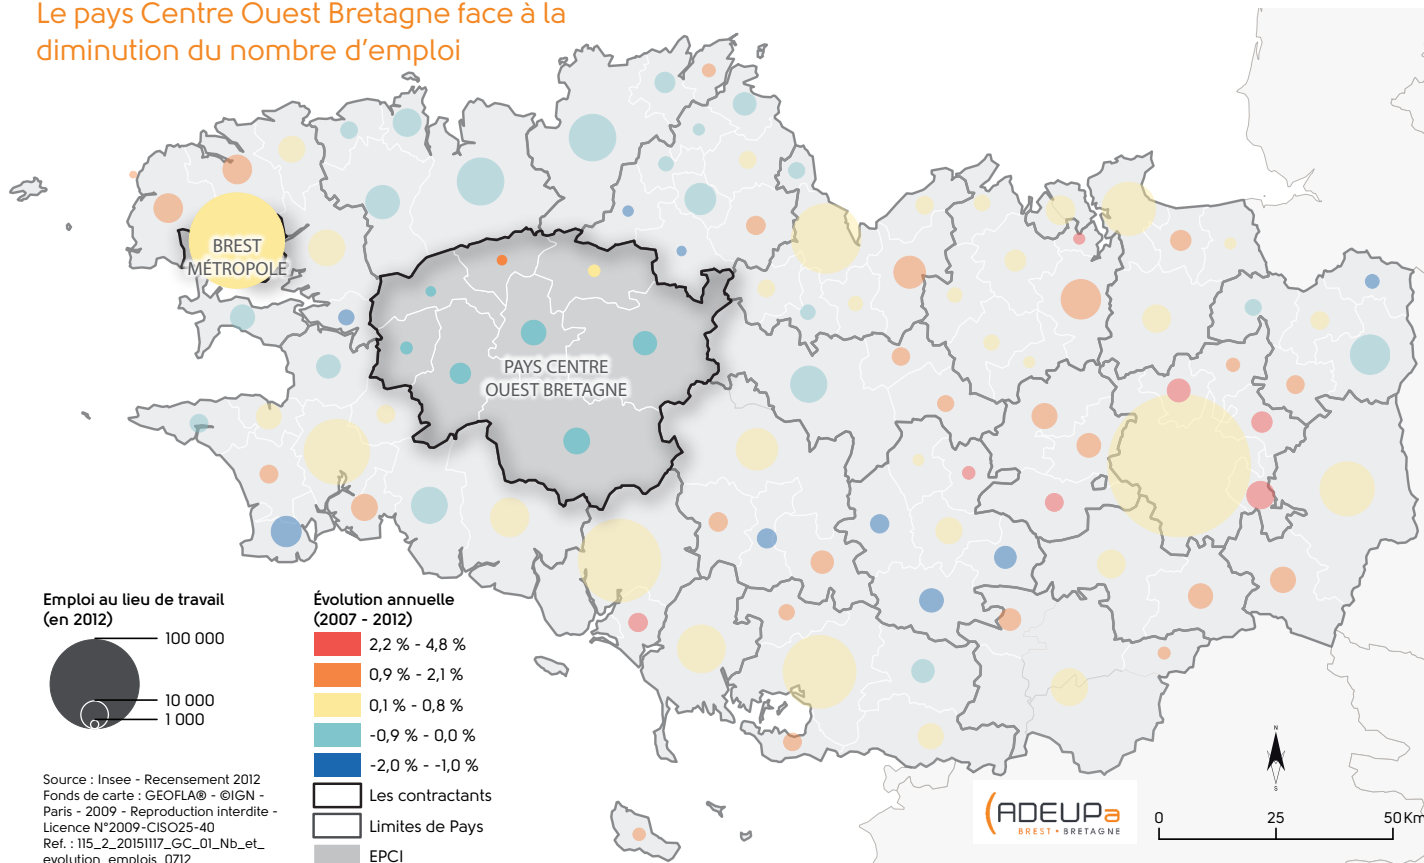 Le pays Centre Ouest Bretagne face à la
diminution du nombre d'emploi
BREST
MÉTROPOLE
PAYS CENTRE
OUEST BRETAGNE
Emploi au lieu de travail
(en 2012)
100 000
10 000
1 000
Évolution annuelle
(2007 - 2012)
2,2 % - 4,8 %
0,9 % - 2,1 %
0,1 % - 0,8 %
-0,9 % - 0,0 %
-2,0 % - -1,0 %
Les contractants
Limites de Pays
EPCI
Source : Insee - Recensement 2012
Fonds de carte : GEOFLA® - ©IGN -
Paris - 2009 - Reproduction interdite -
Licence N°2009-CISO25-40
Ref. : 115_2_20151117_GC_01_Nb_et_
evolution_emplois_0712
ADEUPa
BREST • BRETAGNE
N
S
0 25 50 Km